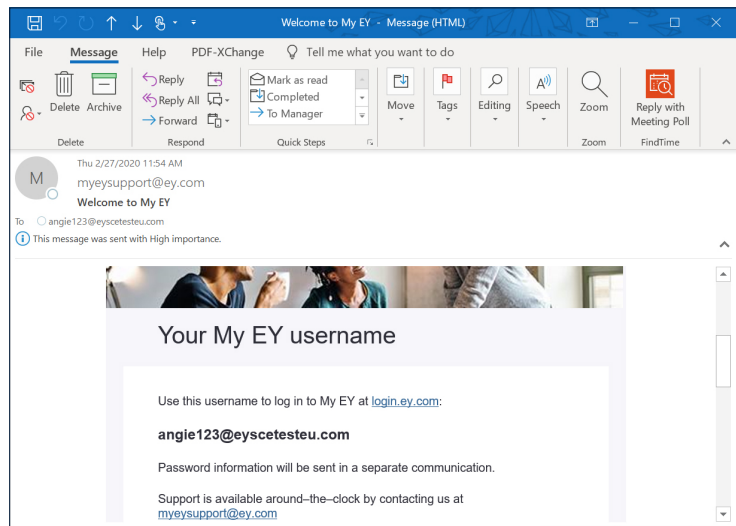 Welcome to My EY - Message (HTML)
File Message Help PDF-XChange Tell me what you want to do
Delete Archive
Reply
Reply All
Forward
Mark as read
Completed
To Manager
Move Tags Editing Speech Zoom Reply with
Meeting Poll
Delete Respond Quick Steps Zoom FindTime
M
Thu 2/27/2020 11:54 AM
myeysupport@ey.com
Welcome to My EY
To angie123@eyscetesteu.com
This message was sent with High importance.
Your My EY username
Use this username to log in to My EY at login.ey.com:
angie123@eyscetesteu.com
Password information will be sent in a separate communication.
Support is available around–the–clock by contacting us at
myeysupport@ey.com